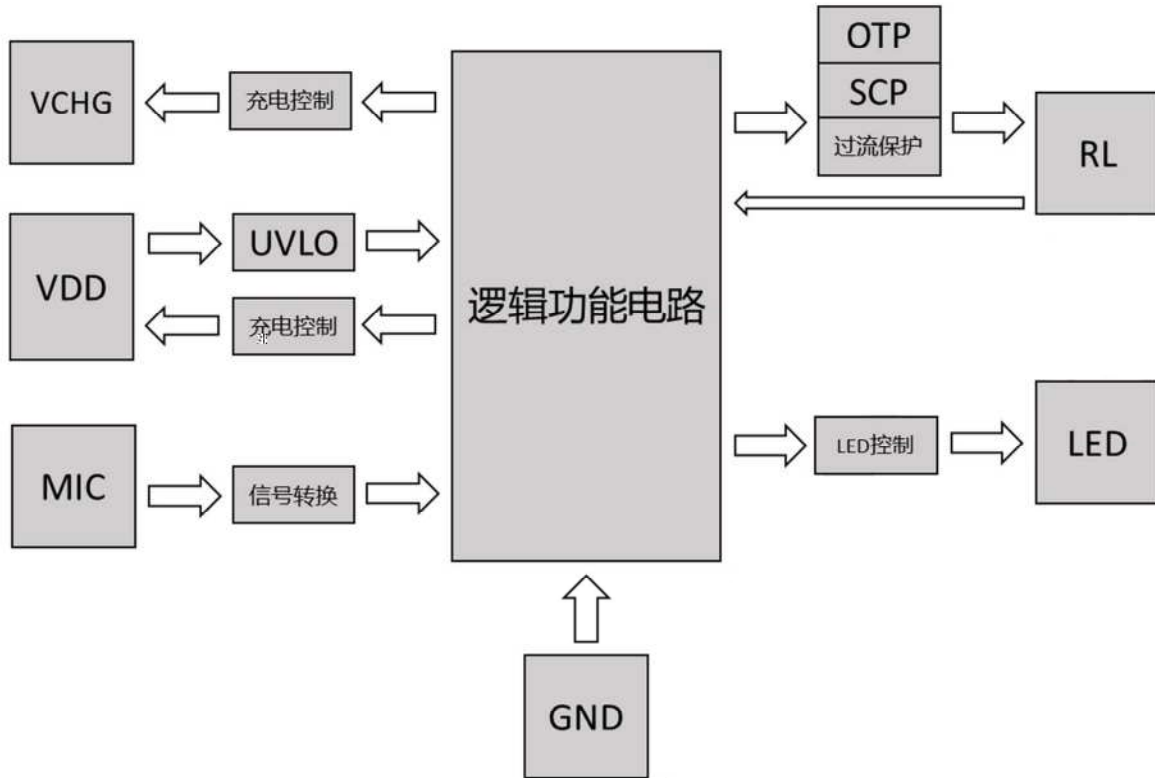 OTP
SCP
过流保护
VCHG
充电控制
RL
VDD
UVLO
充电控制
逻辑功能电路
MIC
信号转换
LED控制
LED
GND